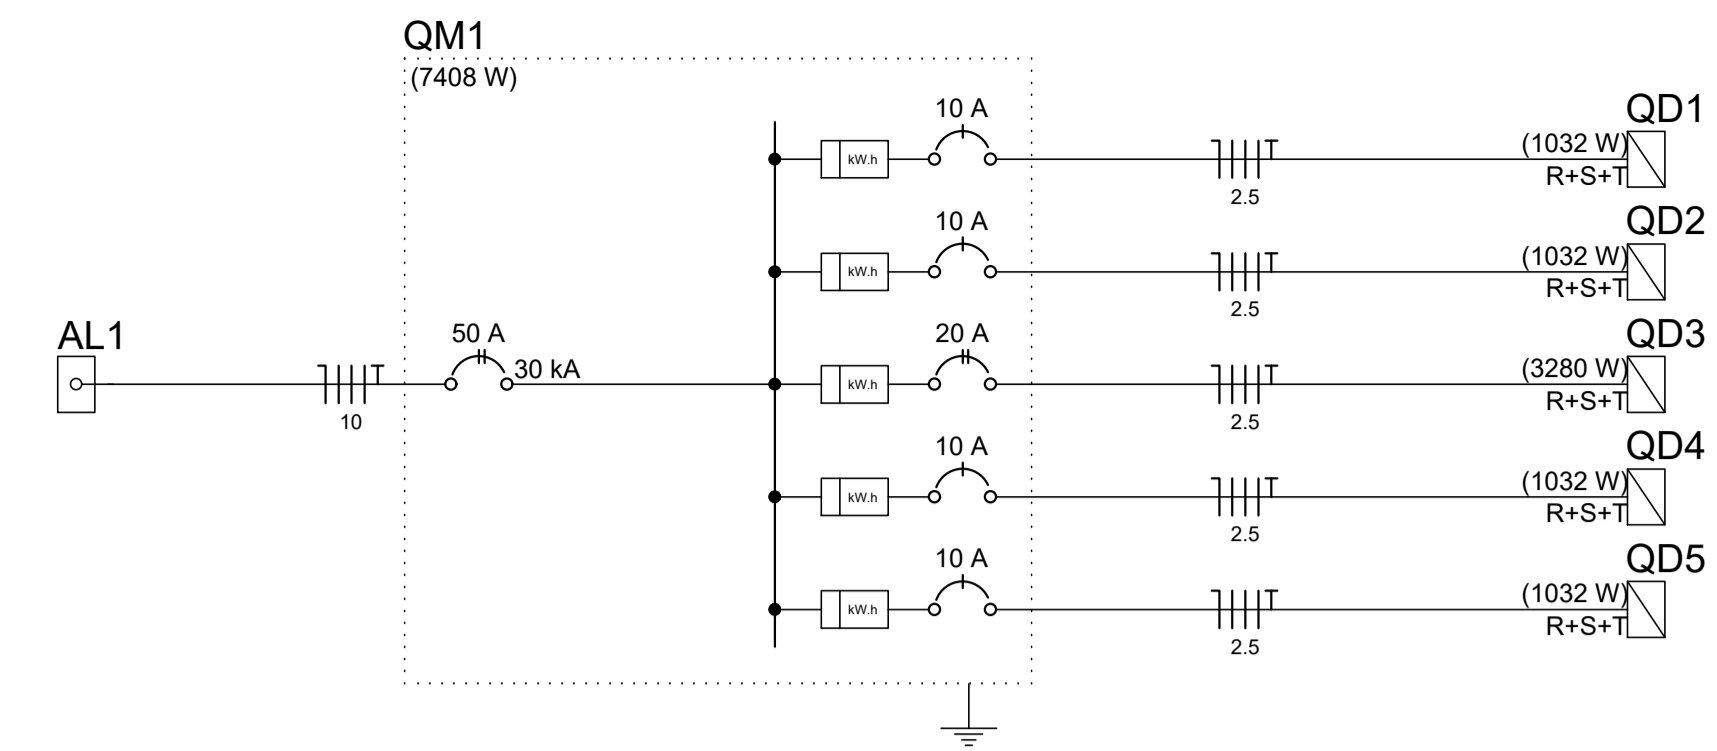 QM1
(7408 W)
10 A
QD1
kW.h
(1032 W)
R+S+T
2.5
10 A
QD2
kW.h
(1032 W)
R+S+T
2.5
AL1
10
50 A
30 kA
20 A
QD3
kW.h
(3280 W)
R+S+T
2.5
10 A
QD4
kW.h
(1032 W)
R+S+T
2.5
10 A
QD5
kW.h
(1032 W)
R+S+T
2.5